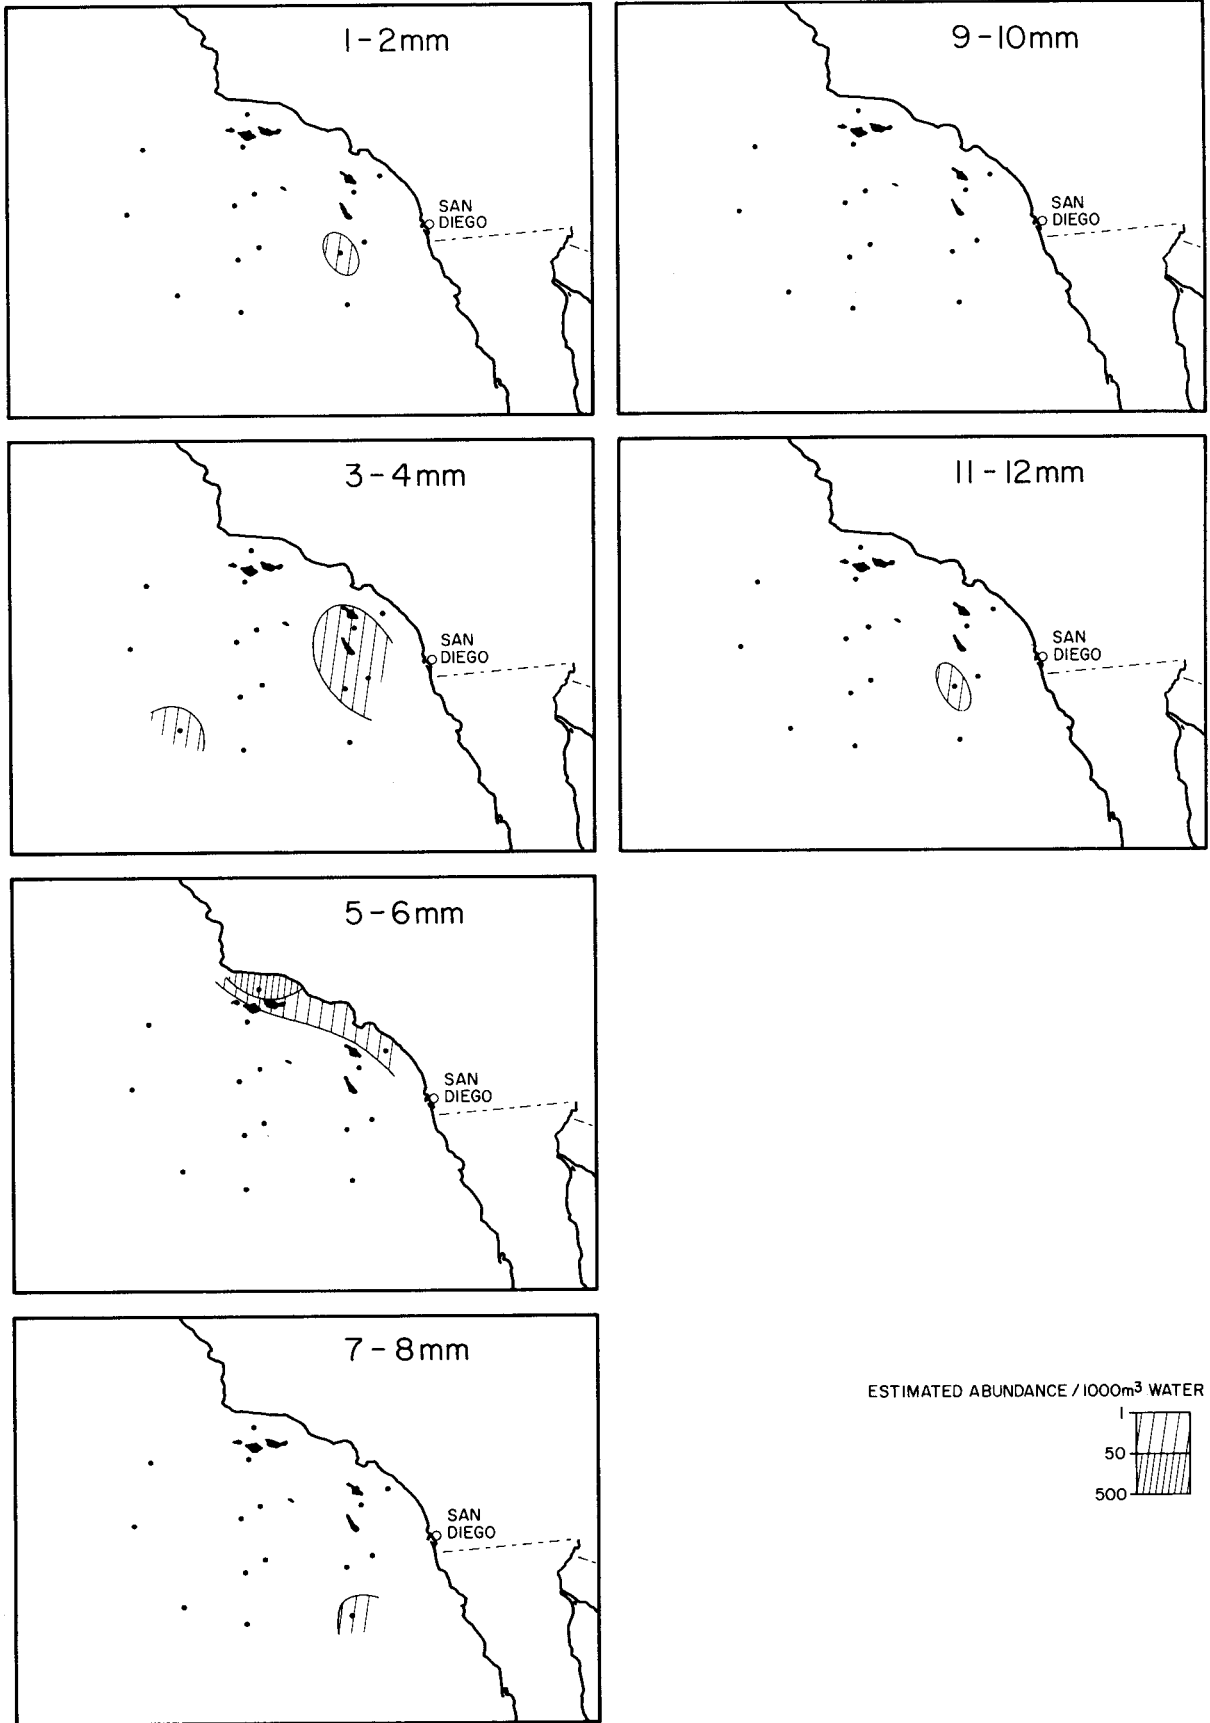 1-2mm
SAN
DIEGO
3-4mm
SAN
DIEGO
5-6mm
SAN
DIEGO
7-8mm
SAN
DIEGO
9-10mm
SAN
DIEGO
11-12mm
SAN
DIEGO
ESTIMATED ABUNDANCE / 1000m³ WATER
1
50
500